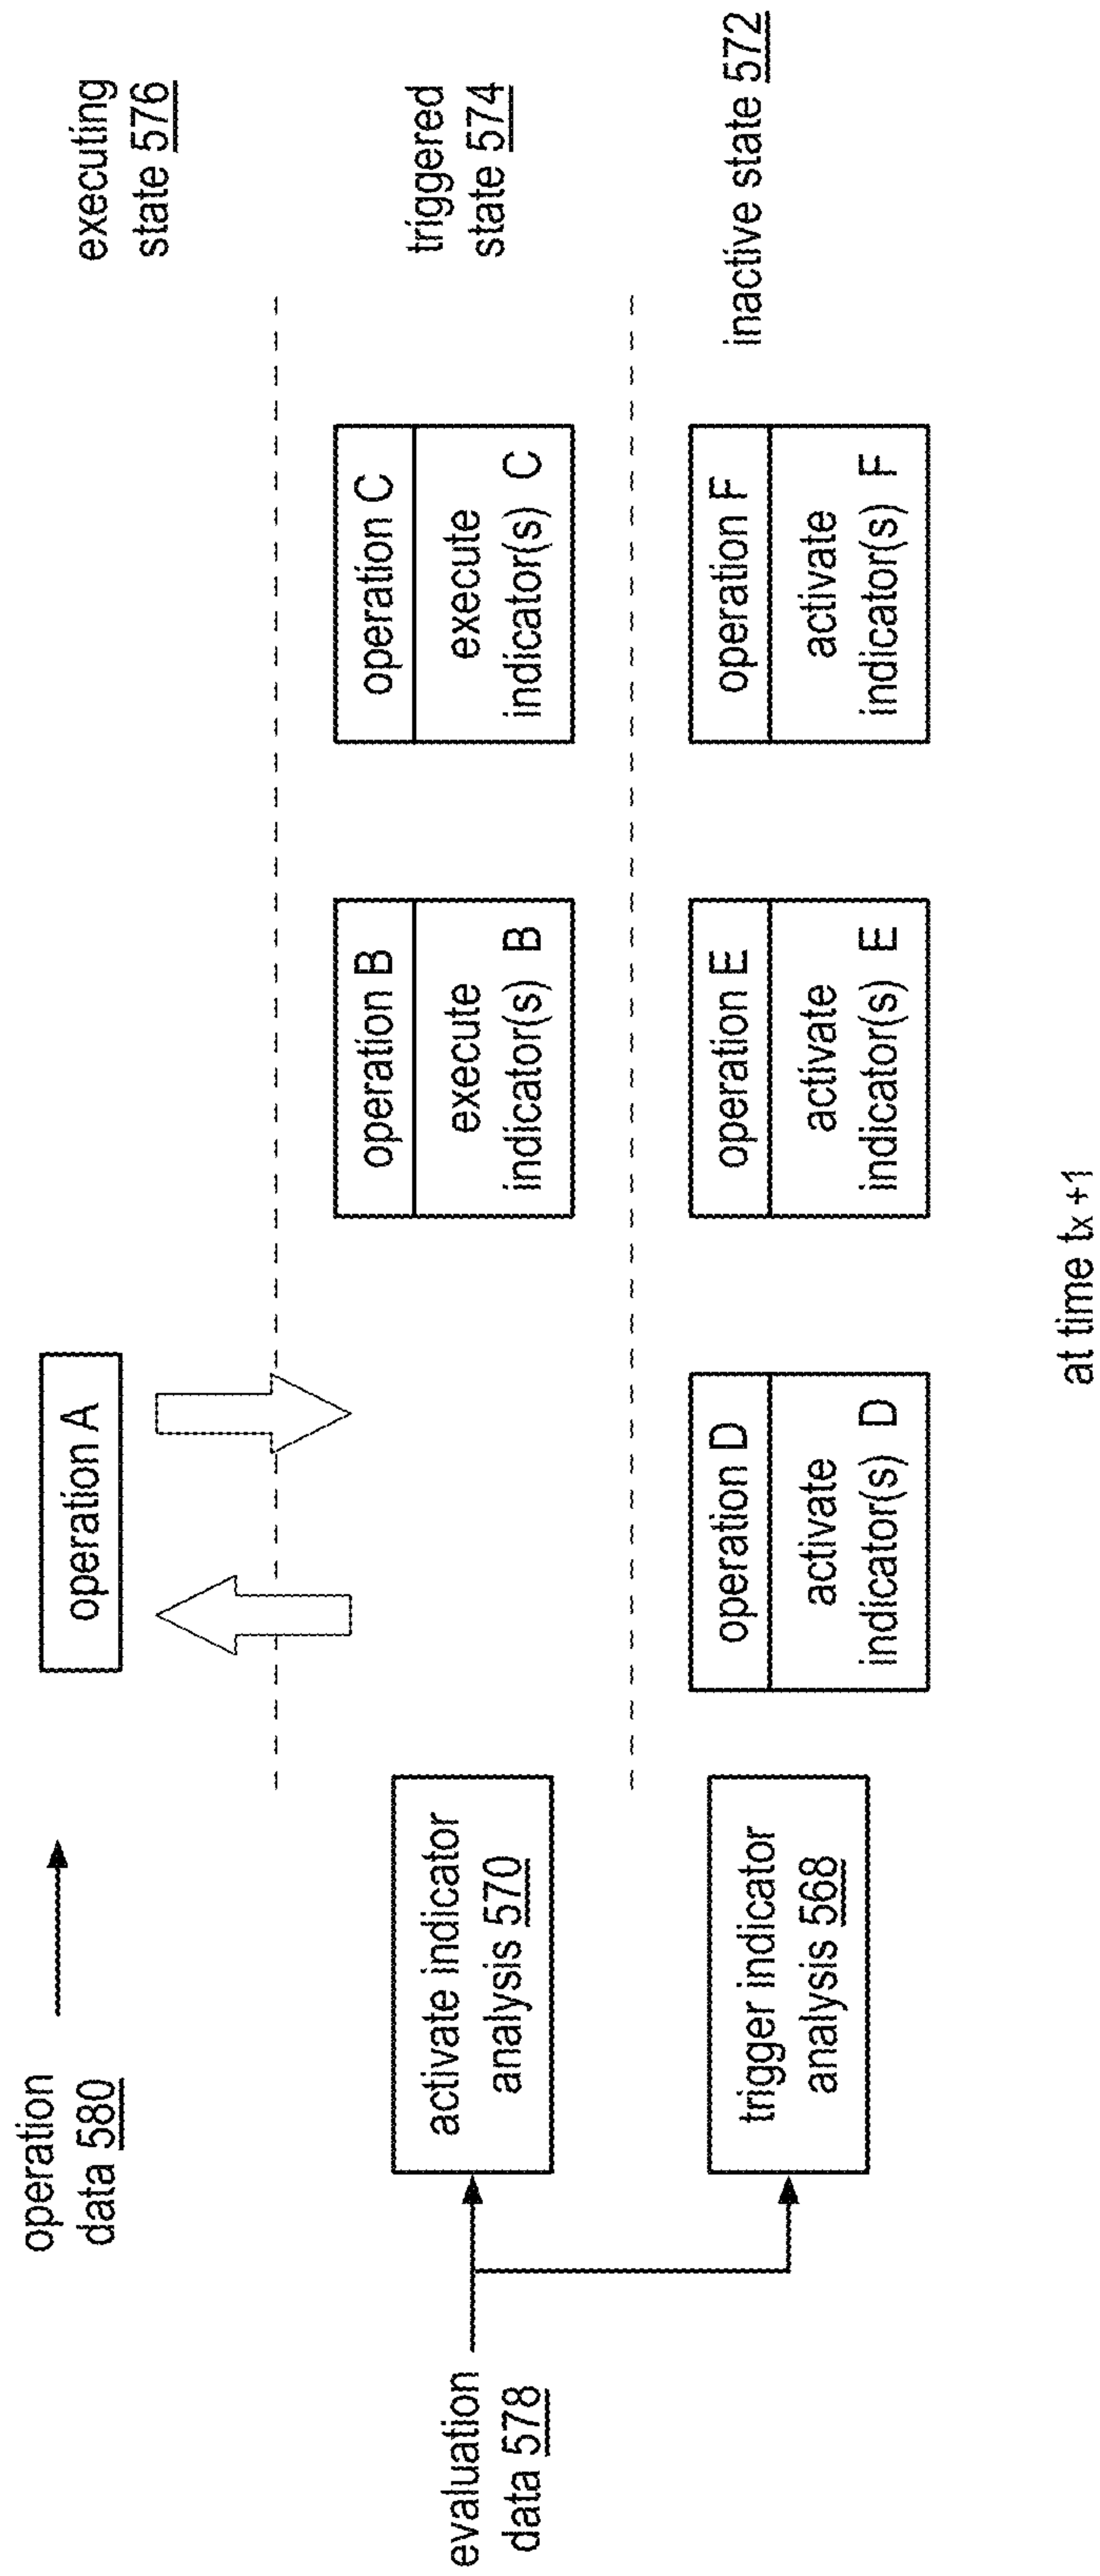 operation
data 580
operation A
executing
state 576
evaluation
data 578
activate indicator
analysis 570
operation B
execute
indicator(s) B
operation C
execute
indicator(s) C
triggered
state 574
trigger indicator
analysis 568
operation D
activate
indicator(s) D
operation E
activate
indicator(s) E
operation F
activate
indicator(s) F
inactive state 572
at time tx +1